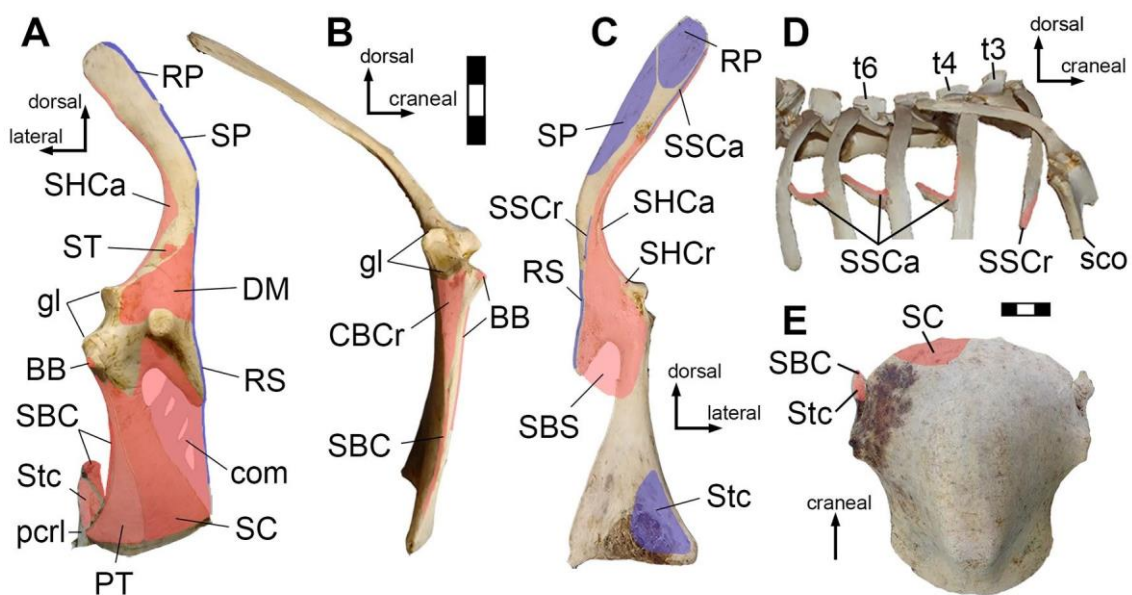 A
RP
dorsal
lateral
SP
SHCa
ST
gl
DM
BB
RS
SBC
Stc
com
pcrl
SC
PT
B
dorsal
craneal
gl
BB
CBCr
SBC
C
RP
SP
SSCa
SSCr
SHCa
SHCr
RS
dorsal
lateral
SBS
Stc
D
t3
t4
t6
dorsal
craneal
SSCa
SSCr
sco
E
SC
SBC
Stc
craneal